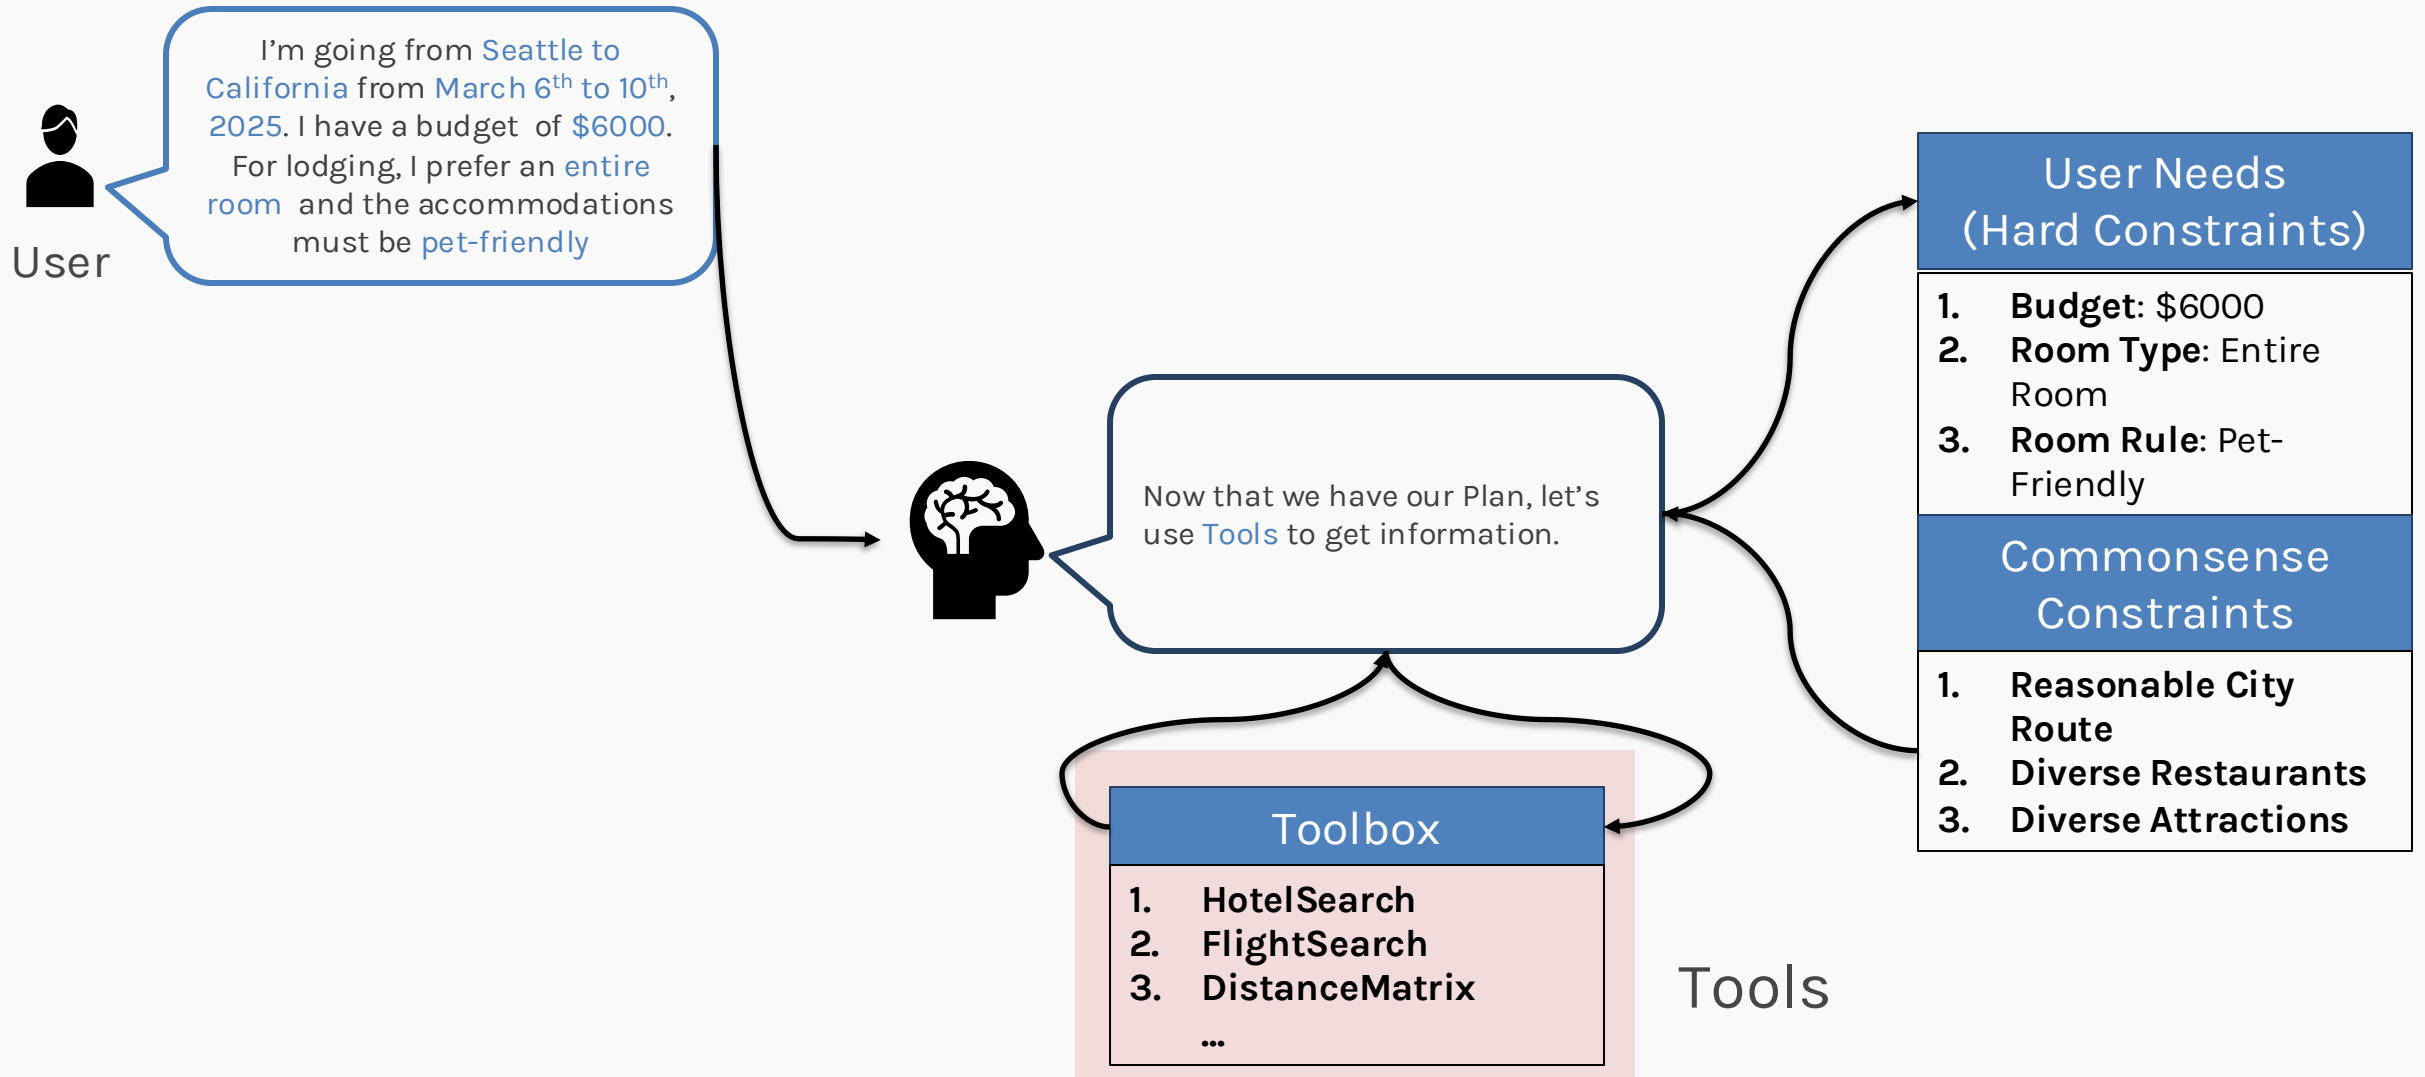 I’m going from Seattle to
California from March 6th to 10th,
2025. I have a budget of $6000.
For lodging, I prefer an entire
room and the accommodations
must be pet-friendly
User
Now that we have our Plan, let’s
use Tools to get information.
User Needs
(Hard Constraints)
1. Budget: $6000
2. Room Type: Entire
Room
3. Room Rule: Pet-
Friendly
Commonsense
Constraints
1. Reasonable City
Route
2. Diverse Restaurants
3. Diverse Attractions
Toolbox
1. HotelSearch
2. FlightSearch
3. DistanceMatrix
...
Tools